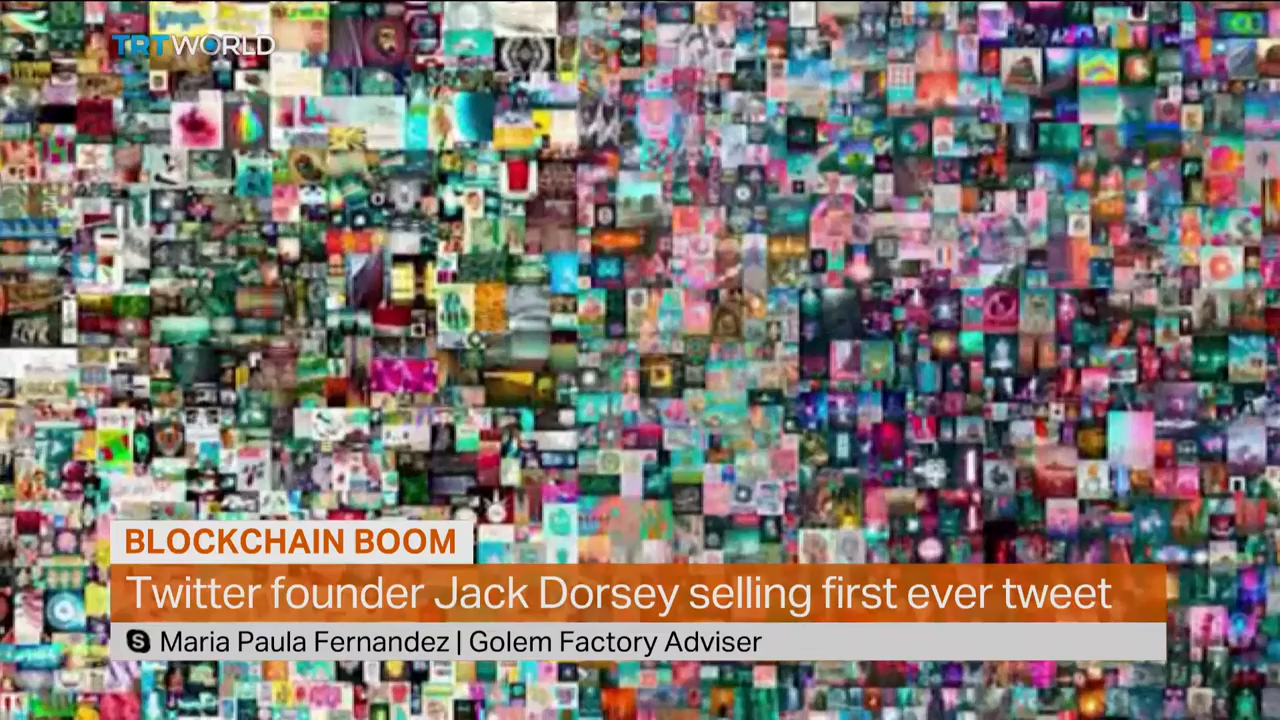 TRT WORLD
BLOCKCHAIN BOOM
Twitter founder Jack Dorsey selling first ever tweet
Maria Paula Fernandez | Golem Factory Adviser